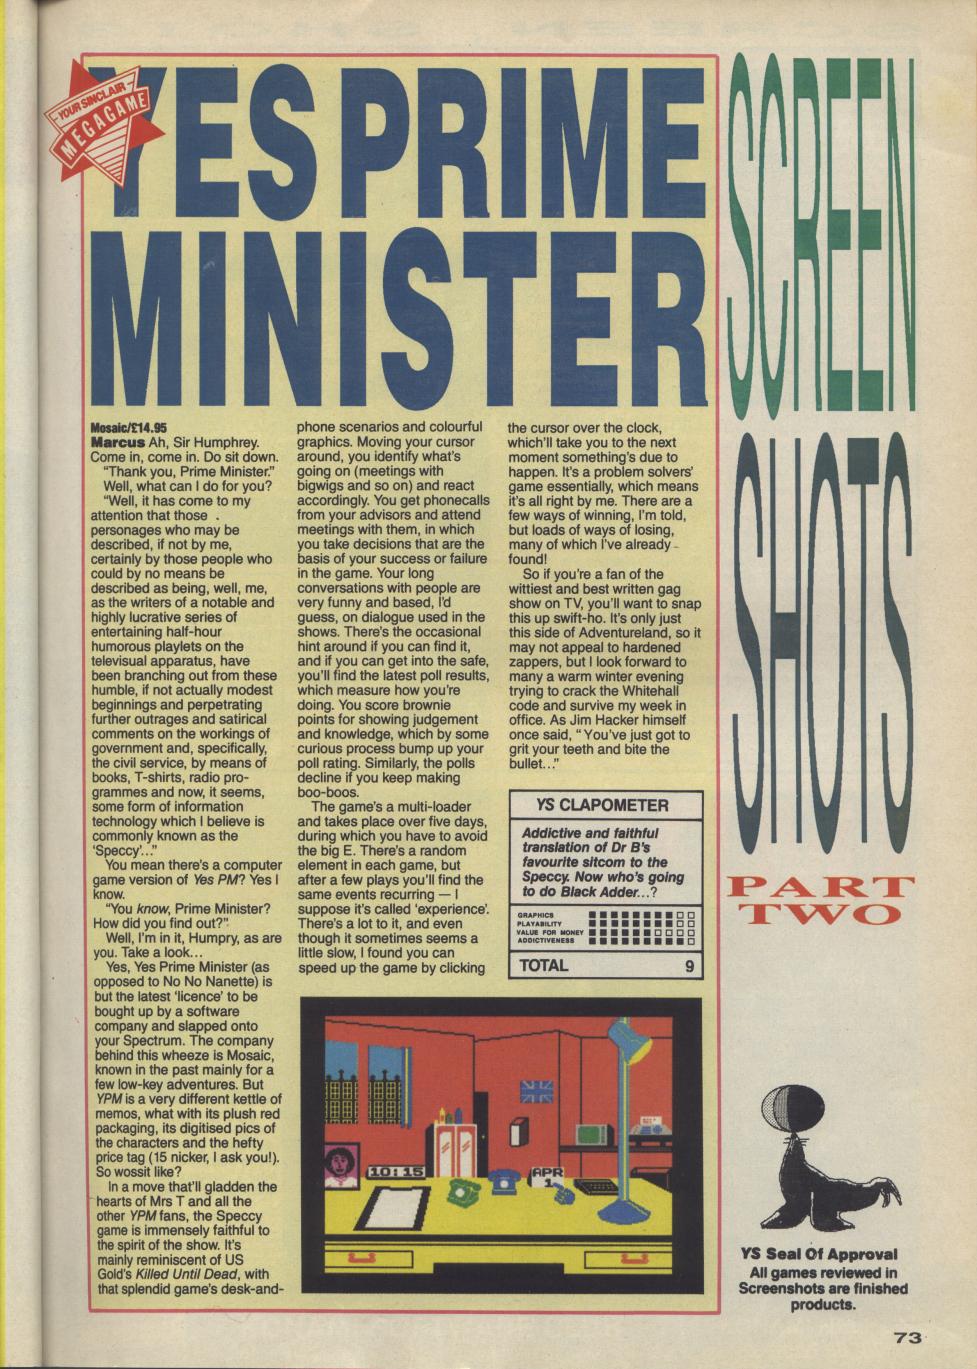 YOUR SINCLAIR
MEGAGAME
YES PRIME
MINISTER
SCREEN
SHOTS
PART
TWO
Mosaic/£14.95
Marcus Ah, Sir Humphrey.
Come in, come in. Do sit down.
"Thank you, Prime Minister."
Well, what can I do for you?
"Well, it has come to my
attention that those .
personages who may be
described, if not by me,
certainly by those people who
could by no means be
described as being, well, me,
as the writers of a notable and
highly lucrative series of
entertaining half-hour
humorous playlets on the
televisual apparatus, have
been branching out from these
humble, if not actually modest
beginnings and perpetrating
further outrages and satirical
comments on the workings of
government and, specifically,
the civil service, by means of
books, T-shirts, radio pro-
grammes and now, it seems,
some form of information
technology which I believe is
commonly known as the
'Speccy'..."
You mean there's a computer
game version of Yes PM? Yes I
know.
"You know, Prime Minister?
How did you find out?".
Well, I'm in it, Humpry, as are
you. Take a look...
Yes, Yes Prime Minister (as
opposed to No No Nanette) is
but the latest 'licence' to be
bought up by a software
company and slapped onto
your Spectrum. The company
behind this wheeze is Mosaic,
known in the past mainly for a
few low-key adventures. But
YPM is a very different kettle of
memos, what with its plush red
packaging, its digitised pics of
the characters and the hefty
price tag (15 nicker, I ask you!).
So wossit like?
In a move that'll gladden the
hearts of Mrs T and all the
other YPM fans, the Speccy
game is immensely faithful to
the spirit of the show. It's
mainly reminiscent of US
Gold's Killed Until Dead, with
that splendid game's desk-and-
phone scenarios and colourful
graphics. Moving your cursor
around, you identify what's
going on (meetings with
bigwigs and so on) and react
accordingly. You get phonecalls
from your advisors and attend
meetings with them, in which
you take decisions that are the
basis of your success or failure
in the game. Your long
conversations with people are
very funny and based, I'd
guess, on dialogue used in the
shows. There's the occasional
hint around if you can find it,
and if you can get into the safe,
you'll find the latest poll results,
which measure how you're
doing. You score brownie
points for showing judgement
and knowledge, which by some
curious process bump up your
poll rating. Similarly, the polls
decline if you keep making
boo-boos.
The game's a multi-loader
and takes place over five days,
during which you have to avoid
the big E. There's a random
element in each game, but
after a few plays you'll find the
same events recurring — I
suppose it's called 'experience'.
There's a lot to it, and even
though it sometimes seems a
little slow, I found you can
speed up the game by clicking
the cursor over the clock,
which'll take you to the next
moment something's due to
happen. It's a problem solvers'
game essentially, which means
it's all right by me. There are a
few ways of winning, I'm told,
but loads of ways of losing,
many of which I've already
found!
So if you're a fan of the
wittiest and best written gag
show on TV, you'll want to snap
this up swift-ho. It's only just
this side of Adventureland, so it
may not appeal to hardened
zappers, but I look forward to
many a warm winter evening
trying to crack the Whitehall
code and survive my week in
office. As Jim Hacker himself
once said, "You've just got to
grit your teeth and bite the
bullet..."
YS CLAPOMETER
Addictive and faithful
translation of Dr B's
favourite sitcom to the
Speccy. Now who's going
to do Black Adder...?
GRAPHICS
PLAYABILITY
VALUE FOR MONEY
ADDICTIVENESS
TOTAL 9
10:15
APR
1
YS Seal Of Approval
All games reviewed in
Screenshots are finished
products.
73